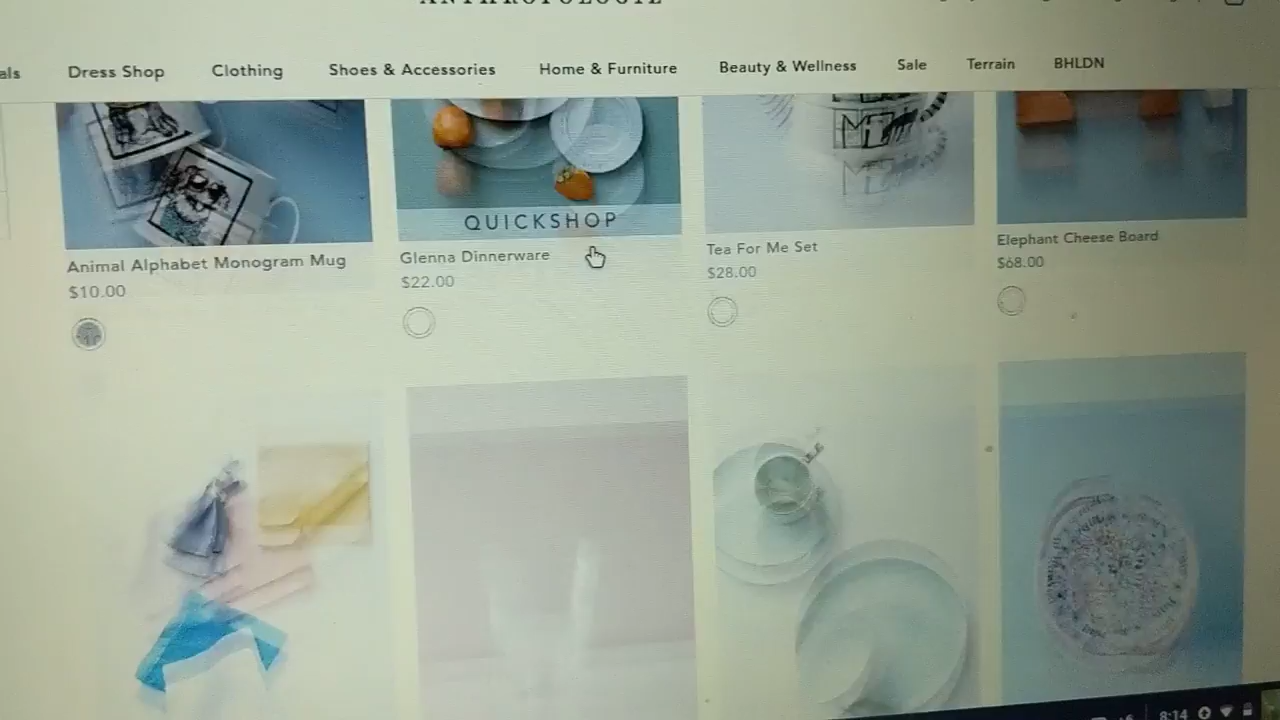 ANTHROPOLOGIE
Dress Shop Clothing Shoes & Accessories Home & Furniture Beauty & Wellness Sale Terrain BHLDN
QUICKSHOP
Animal Alphabet Monogram Mug
$10.00
Glenna Dinnerware
$22.00
Tea For Me Set
$28.00
Elephant Cheese Board
$68.00
8:14